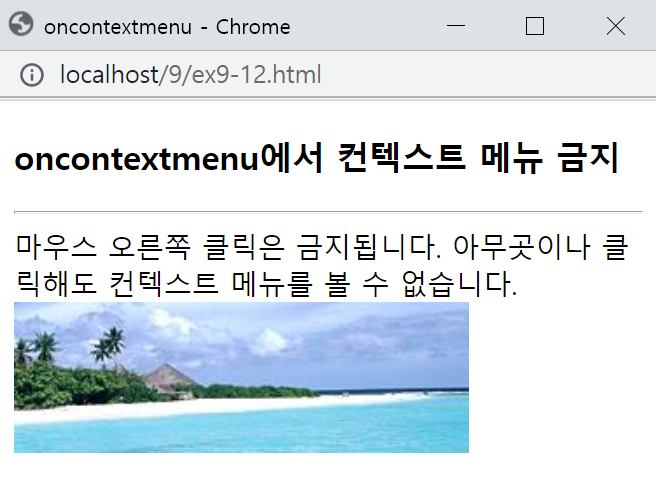 oncontextmenu - Chrome
localhost/9/ex9-12.html
oncontextmenu에서 컨텍스트 메뉴 금지
마우스 오른쪽 클릭은 금지됩니다. 아무곳이나 클
릭해도 컨텍스트 메뉴를 볼 수 없습니다.